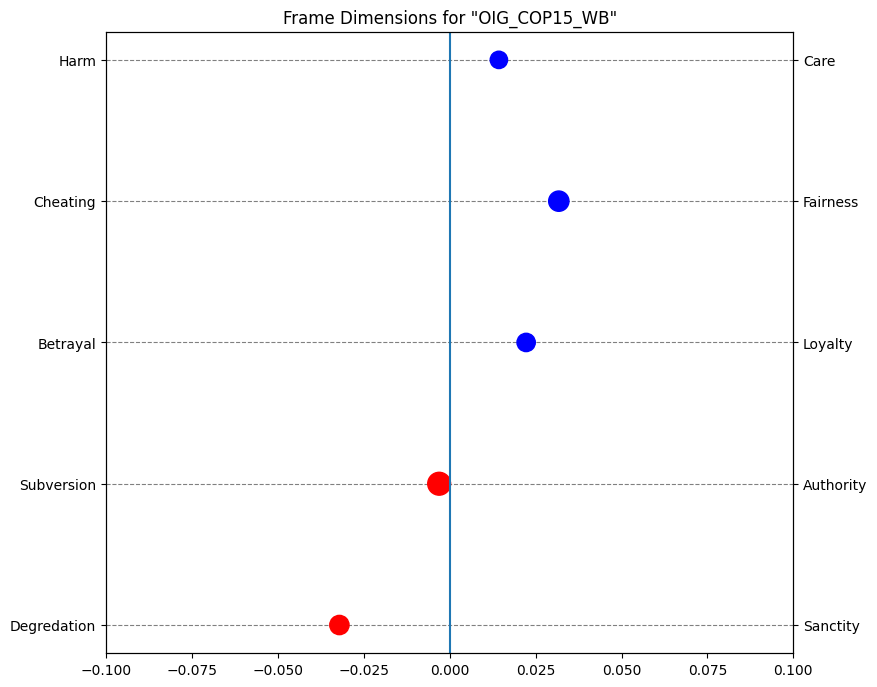 Frame Dimensions for "OIG_COP15_WB"
Harm Care
Cheating Fairness
Betrayal Loyalty
Subversion Authority
Degredation Sanctity
−0.100 −0.075 −0.050 −0.025 0.000 0.025 0.050 0.075 0.100